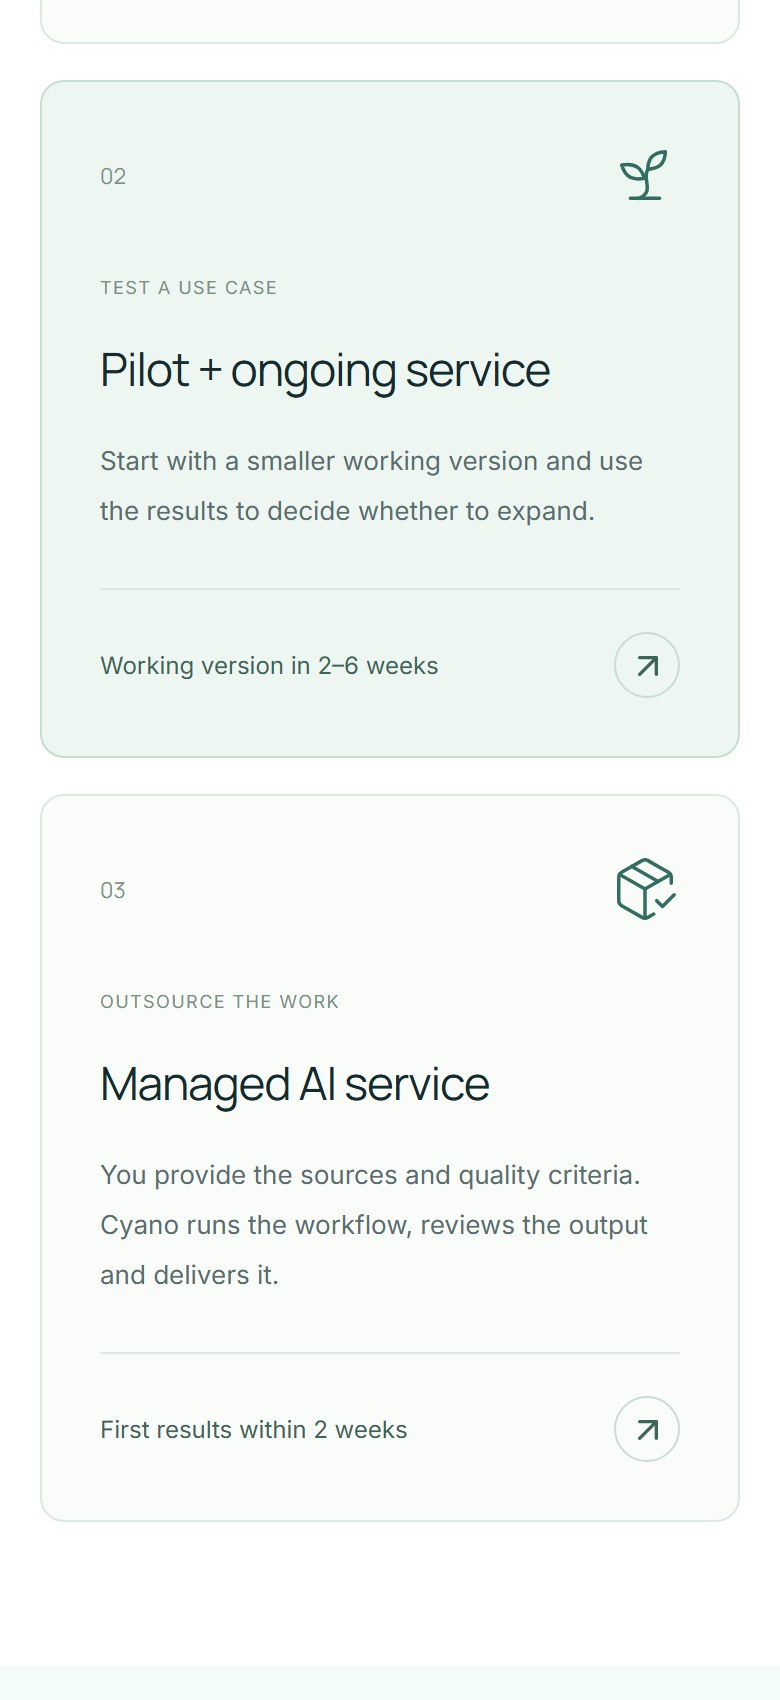 02
TEST A USE CASE
Pilot + ongoing service
Start with a smaller working version and use
the results to decide whether to expand.
Working version in 2–6 weeks
03
OUTSOURCE THE WORK
Managed AI service
You provide the sources and quality criteria.
Cyano runs the workflow, reviews the output
and delivers it.
First results within 2 weeks